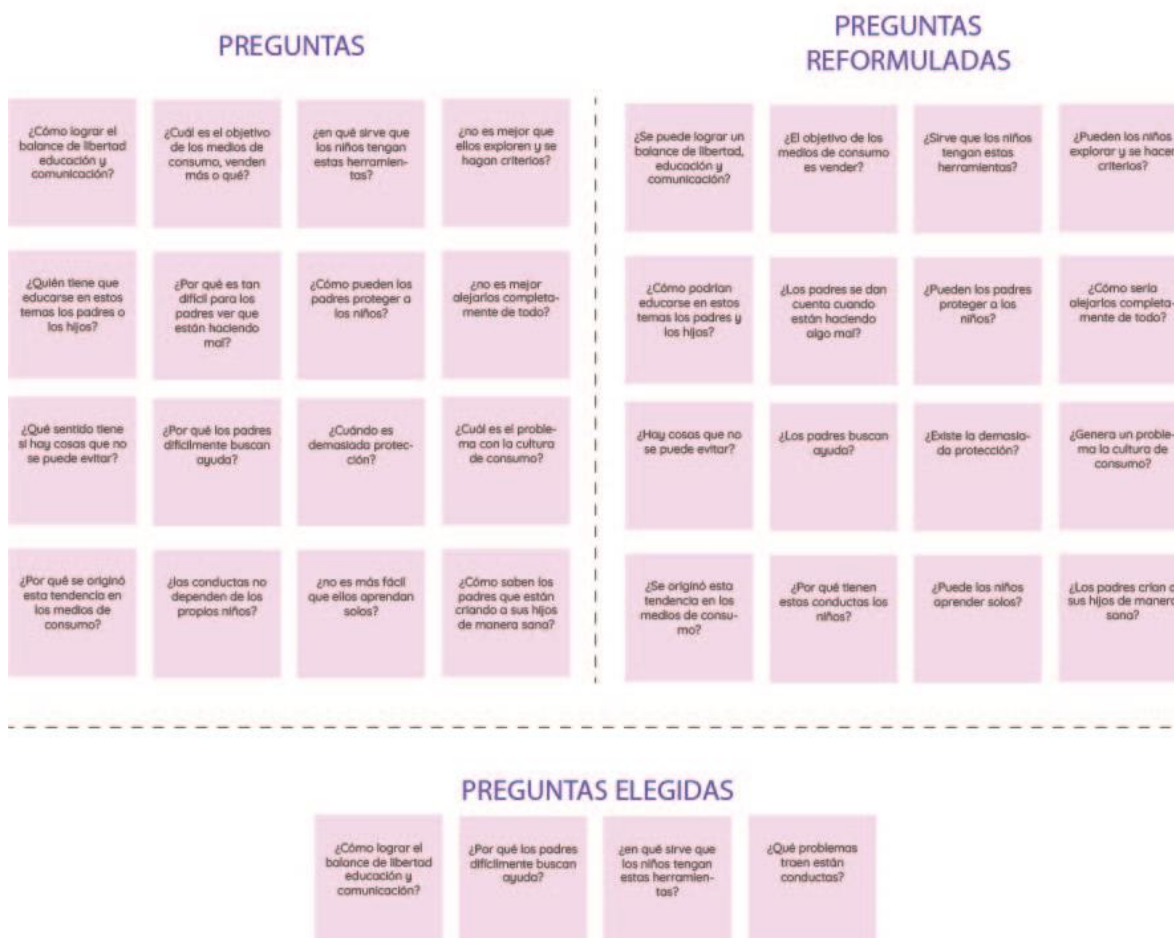 PREGUNTAS
¿Cómo lograr el
balance de libertad
educación y
comunicación?
¿Cuál es el objetivo
de los medios de
consumo, venden
más o qué?
¿en qué sirve que
los niños tengan
estas herramien-
tas?
¿no es mejor que
ellos exploren y se
hagan criterios?
¿Quién tiene que
educarse en estos
temas los padres o
los hijos?
¿Por qué es tan
difícil para los
padres ver que
están haciendo
mal?
¿Cómo pueden los
padres proteger a
los niños?
¿no es mejor
alejarlos completa-
mente de todo?
¿Qué sentido tiene
si hay cosas que no
se puede evitar?
¿Por qué los padres
difícilmente buscan
ayuda?
¿Cuándo es
demasiada protec-
ción?
¿Cuál es el proble-
ma con la cultura
de consumo?
¿Por qué se originó
esta tendencia en
los medios de
consumo?
¿las conductas no
dependen de los
propios niños?
¿no es más fácil
que ellos aprendan
solos?
¿Cómo saben los
padres que están
criando a sus hijos
de manera sana?
PREGUNTAS
REFORMULADAS
¿Se puede lograr un
balance de libertad,
educación y
comunicación?
¿El objetivo de los
medios de consumo
es vender?
¿Sirve que los niños
tengan estas
herramientas?
¿Pueden los niños
explorar y se hacer
criterios?
¿Cómo podrían
educarse en estos
temas los padres y
los hijos?
¿Los padres se dan
cuenta cuando
están haciendo
algo mal?
¿Pueden los padres
proteger a los
niños?
¿Cómo sería
alejarlos completa-
mente de todo?
¿Hay cosas que no
se puede evitar?
¿Los padres buscan
ayuda?
¿Existe la demasia-
da protección?
¿Genera un proble-
ma la cultura de
consumo?
¿Se originó esta
tendencia en los
medios de consu-
mo?
¿Por qué tienen
estas conductas los
niños?
¿Puede los niños
aprender solos?
¿Los padres crían a
sus hijos de manera
sana?
PREGUNTAS ELEGIDAS
¿Cómo lograr el
balance de libertad
educación y
comunicación?
¿Por qué los padres
difícilmente buscan
ayuda?
¿en qué sirve que
los niños tengan
estas herramien-
tas?
¿Qué problemas
traen están
conductas?